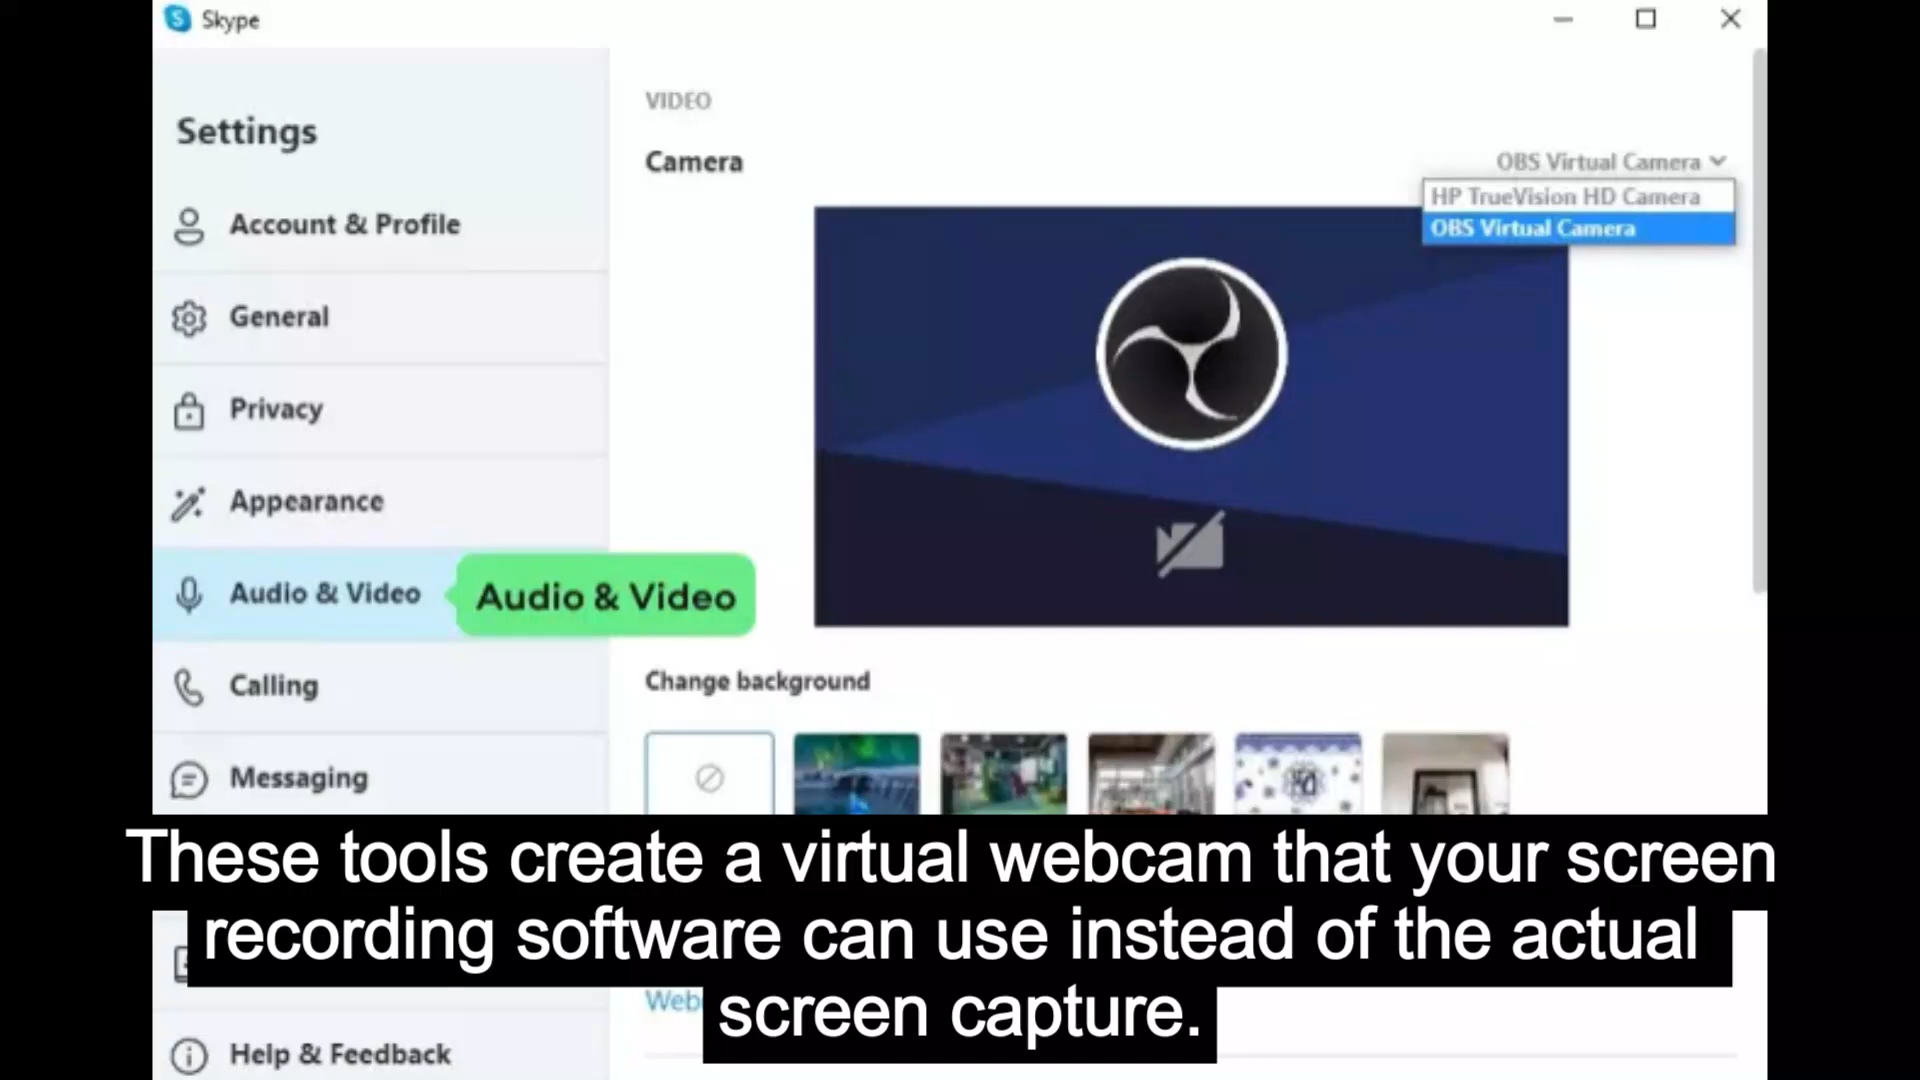 Skype
Settings
Account & Profile
General
Privacy
Appearance
Audio & Video
Audio & Video
Calling
Messaging
Help & Feedback
VIDEO
Camera
OBS Virtual Camera
HP TrueVision HD Camera
OBS Virtual Camera
Change background
These tools create a virtual webcam that your screen
recording software can use instead of the actual
screen capture.